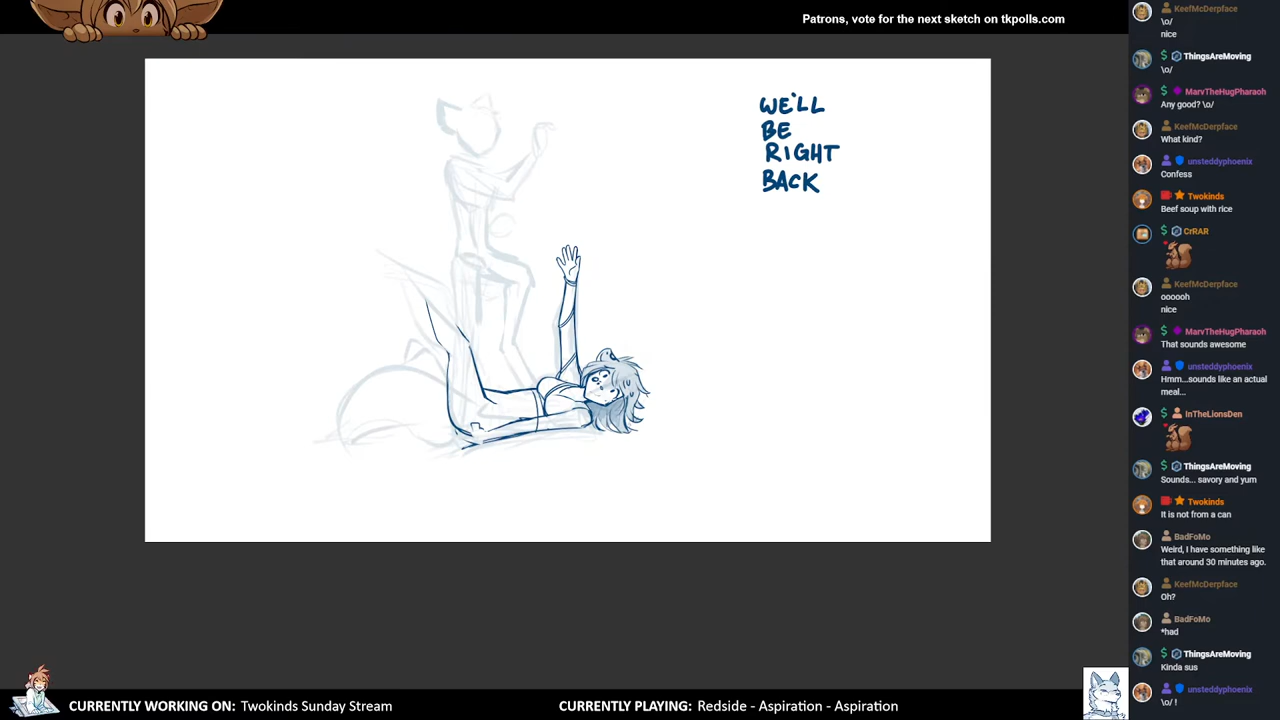 Patrons, vote for the next sketch on tkpolls.com
WE'LL
BE
RIGHT
BACK
KeefMcDerpface
\o/
nice
ThingsAreMoving
\o/
MarvTheHugPharaoh
Any good? \o/
KeefMcDerpface
What kind?
unsteddyphoenix
Confess
Twokinds
Beef soup with rice
CrRAR
KeefMcDerpface
oooooh
nice
MarvTheHugPharaoh
That sounds awesome
unsteddyphoenix
Hmm...sounds like an actual
meal...
InTheLionsDen
ThingsAreMoving
Sounds... savory and yum
Twokinds
It is not from a can
BadFoMo
Weird, I have something like
that around 30 minutes ago.
KeefMcDerpface
Oh?
BadFoMo
*had
ThingsAreMoving
Kinda sus
unsteddyphoenix
\o/ !
CURRENTLY WORKING ON: Twokinds Sunday Stream
CURRENTLY PLAYING: Redside - Aspiration - Aspiration